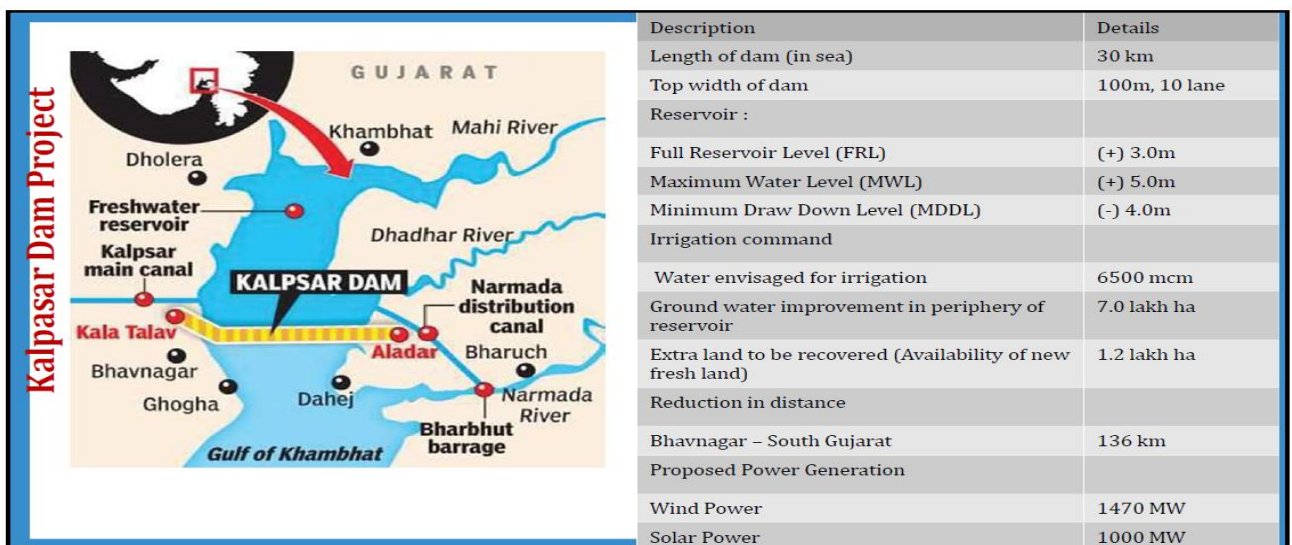 Kalpasar Dam Project
GUJARAT
Khambhat
Mahi River
Dholera
Freshwater
reservoir
Dhadhar River
Kalpsar
main canal
KALPSAR DAM
Narmada
distribution
canal
Kala Talav
Aladar
Bharuch
Bhavnagar
Ghogha
Dahej
Narmada
River
Bharbhut
barrage
Gulf of Khambhat
Description Details
Length of dam (in sea) 30 km
Top width of dam 100m, 10 lane
Reservoir :
Full Reservoir Level (FRL) (+) 3.0m
Maximum Water Level (MWL) (+) 5.0m
Minimum Draw Down Level (MDDL) (-) 4.0m
Irrigation command
Water envisaged for irrigation 6500 mcm
Ground water improvement in periphery of 7.0 lakh ha
reservoir
Extra land to be recovered (Availability of new 1.2 lakh ha
fresh land)
Reduction in distance
Bhavnagar – South Gujarat 136 km
Proposed Power Generation
Wind Power 1470 MW
Solar Power 1000 MW